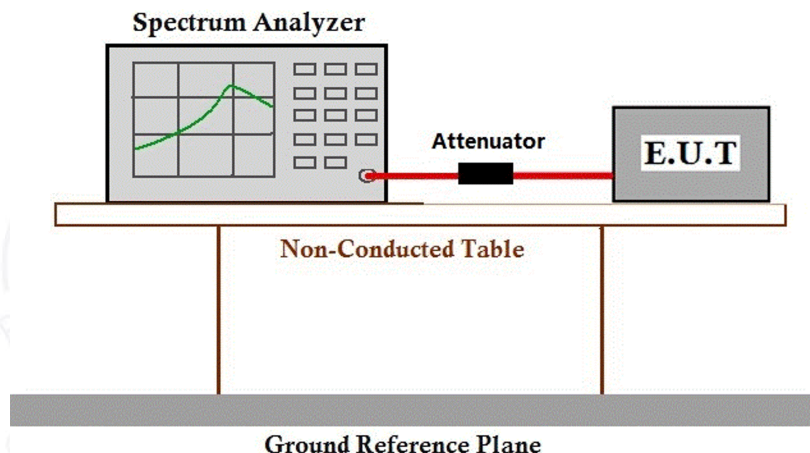 Spectrum Analyzer
Attenuator
E.U.T
Non-Conducted Table
Ground Reference Plane